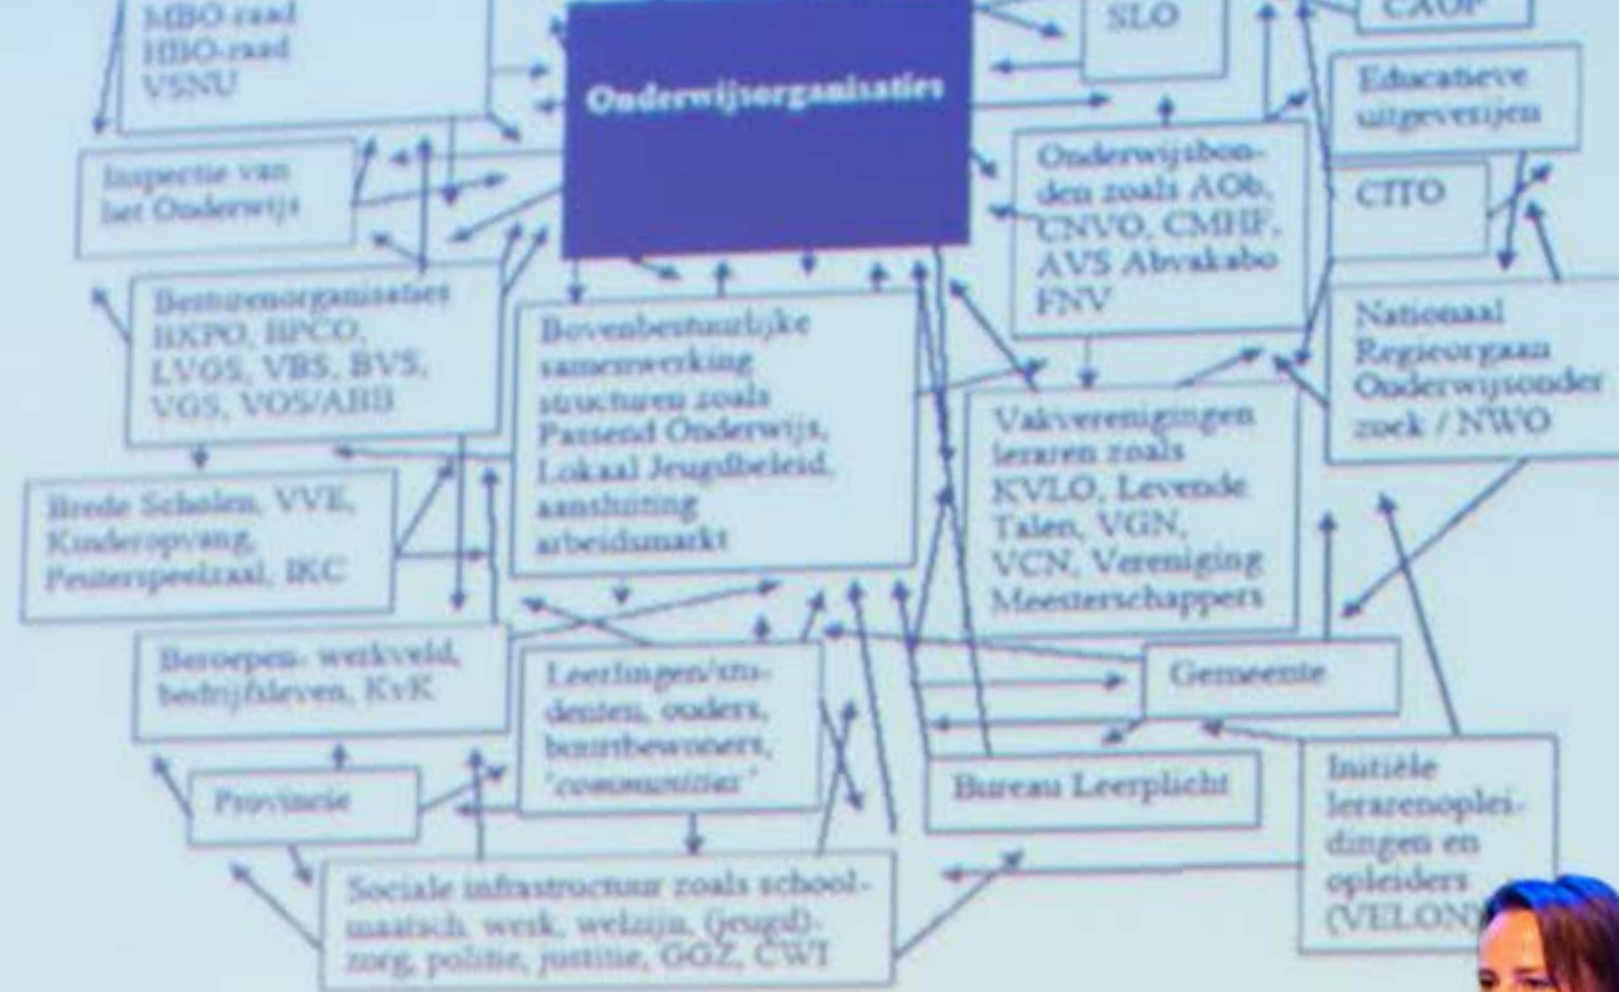 MBO-raad
HBO-raad
VSNU
Onderwijsorganisaties
SLO
CAOP
Educatieve
uitgeverijen
Inspectie van
het Onderwijs
Onderwijsbon-
den zoals AOb,
CNVO, CMHF,
AVS Abvakabo
FNV
CITO
Besturenorganisaties
BKPO, BPCO,
LVGS, VBS, BVS,
VGS, VOS/ABB
Bovenbestuurlijke
samenwerking
structuren zoals
Passend Onderwijs,
Lokaal Jeugdbeleid,
aansluiting
arbeidsmarkt
Nationaal
Regieorgaan
Onderwijsonder
zoek / NWO
Vakverenigingen
leraren zoals
KVLO, Levende
Talen, VGN,
VCN, Vereniging
Meesterschappers
Brede Scholen, VVE,
Kinderopvang,
Peuterspeelzaal, IKC
Beroepen- werkveld,
bedrijfsleven, KvK
Leerlingen/stu-
denten, ouders,
buurtbewoners,
'communities'
Gemeente
Provincie
Bureau Leerplicht
Initiële
lerarenoplei-
dingen en
opleiders
(VELON)
Sociale infrastructuur zoals school-
maatsch. werk, welzijn, (jeugd)-
zorg, politie, justitie, GGZ, CWI